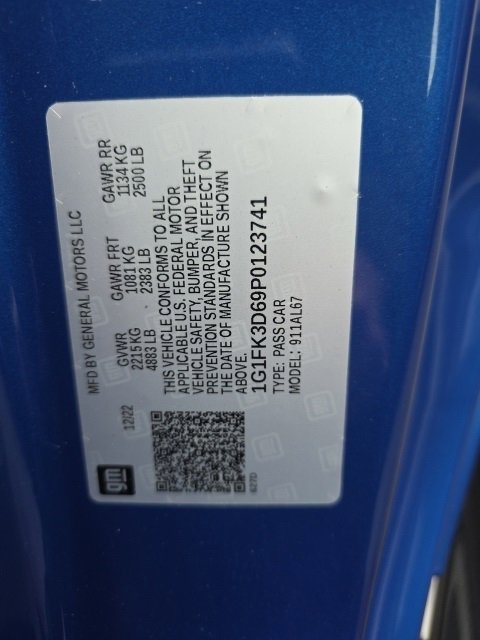 gm
MFD BY GENERAL MOTORS LLC
12/22
GVWR GAWR FRT GAWR RR
2215 KG 1081 KG 1134 KG
4883 LB 2383 LB 2500 LB
THIS VEHICLE CONFORMS TO ALL
APPLICABLE U.S. FEDERAL MOTOR
VEHICLE SAFETY, BUMPER, AND THEFT
PREVENTION STANDARDS IN EFFECT ON
THE DATE OF MANUFACTURE SHOWN
ABOVE.
1G1FK3D69P0123741
TYPE: PASS CAR
MODEL: 911AL67